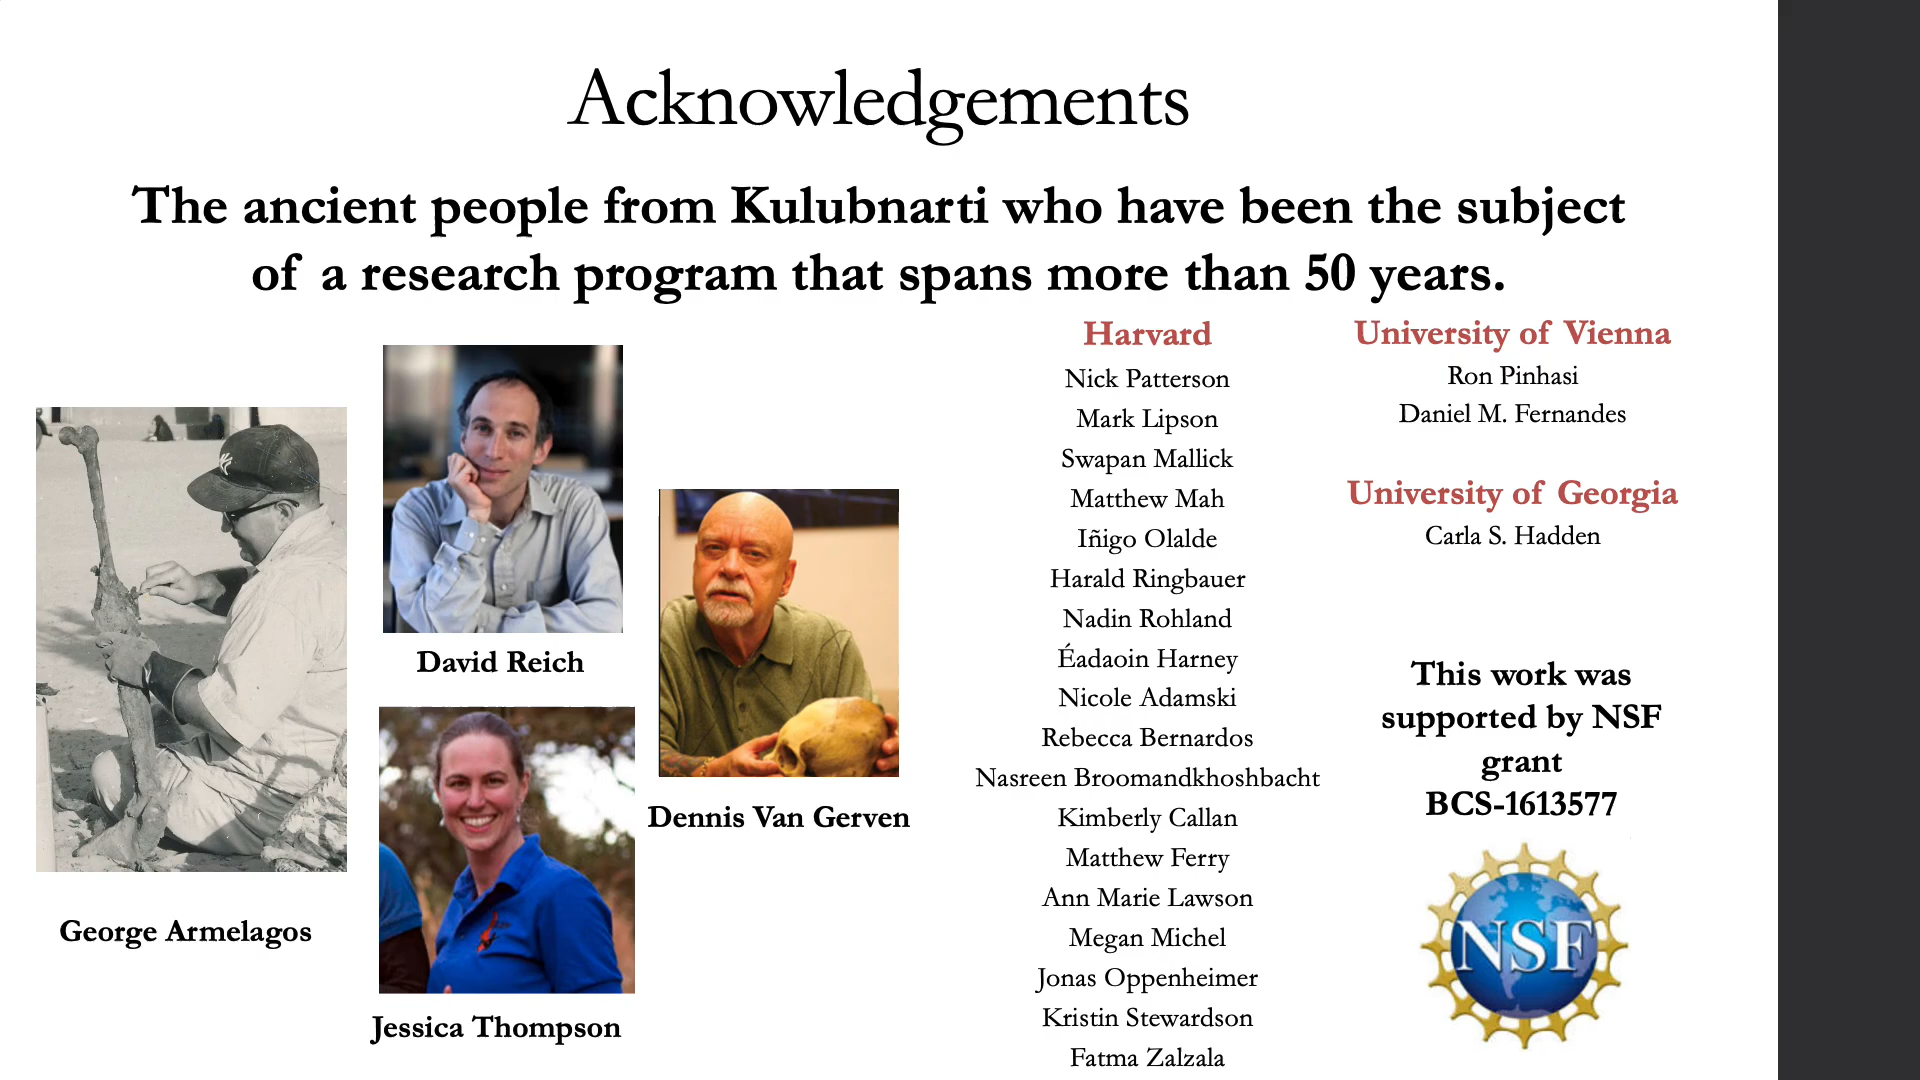 Acknowledgements
The ancient people from Kulubnarti who have been the subject
of a research program that spans more than 50 years.
George Armelagos
David Reich
Jessica Thompson
Dennis Van Gerven
Harvard
Nick Patterson
Mark Lipson
Swapan Mallick
Matthew Mah
Iñigo Olalde
Harald Ringbauer
Nadin Rohland
Éadaoin Harney
Nicole Adamski
Rebecca Bernardos
Nasreen Broomandkhoshbacht
Kimberly Callan
Matthew Ferry
Ann Marie Lawson
Megan Michel
Jonas Oppenheimer
Kristin Stewardson
Fatma Zalzala
University of Vienna
Ron Pinhasi
Daniel M. Fernandes
University of Georgia
Carla S. Hadden
This work was
supported by NSF
grant
BCS-1613577
NSF